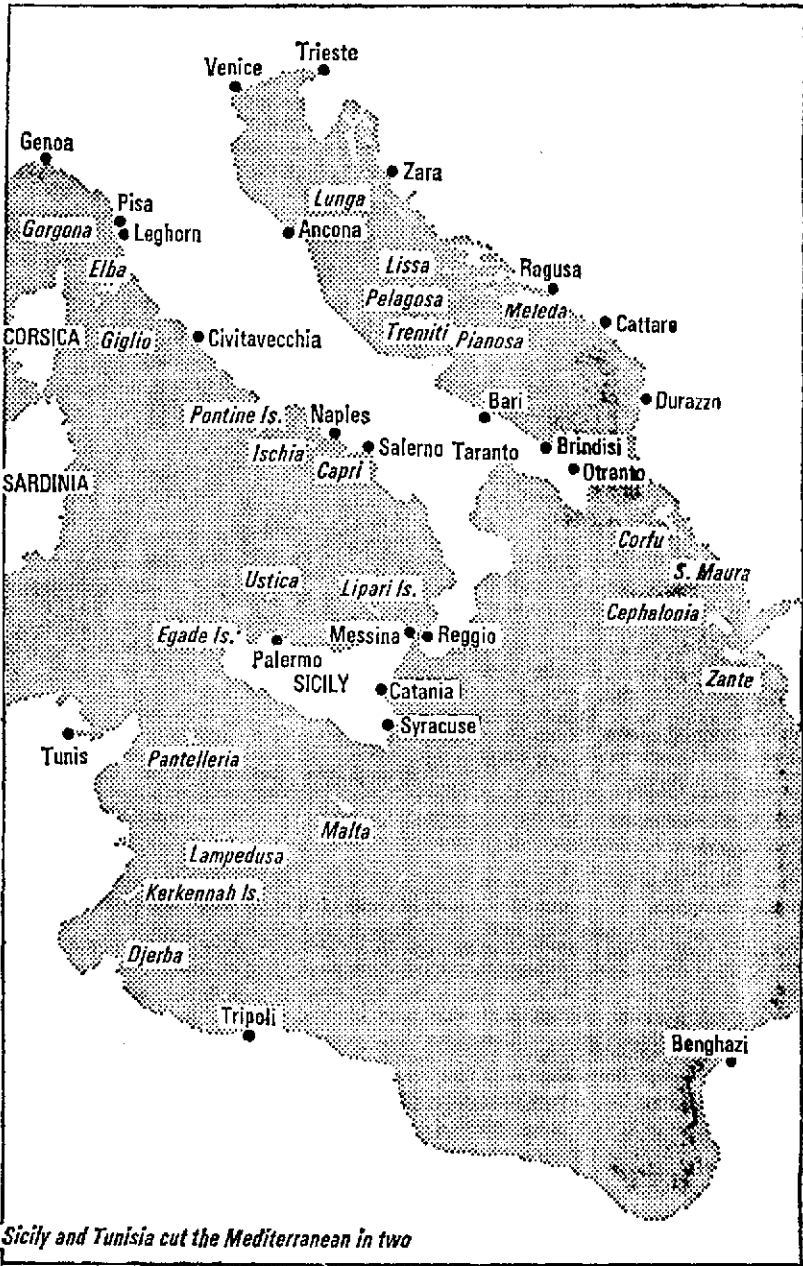 Trieste
Venice
Genoa
Zara
Pisa
Lunga
Gorgona
Leghorn
Ancona
Elba
Lissa
Ragusa
Pelagosa
Meleda
CORSICA
Giglio
Civitavecchia
Tremiti
Pianosa
Cattaro
Bari
Durazzo
Pontine Is.
Naples
Ischia
Salerno
Taranto
Brindisi
Capri
Otranto
SARDINIA
Corfu
Ustica
Lipari Is.
S. Maura
Cephalonia
Egade Is.
Messina
Reggio
Palermo
SICILY
Catania
Zante
Syracuse
Tunis
Pantelleria
Malta
Lampedusa
Kerkennah Is.
Djerba
Tripoli
Benghazi
Sicily and Tunisia cut the Mediterranean in two